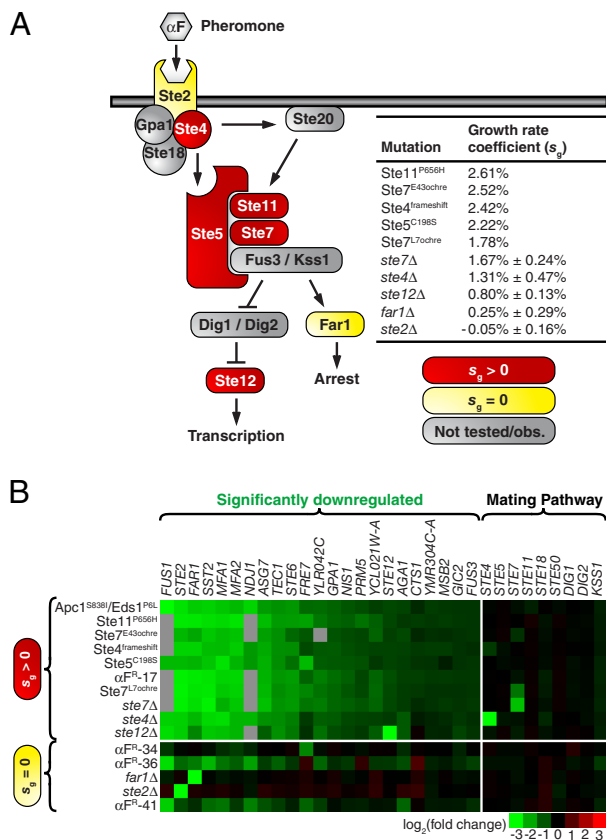 A
αF Pheromone
Ste2
Gpa1
Ste4
Ste18
Ste20
Ste5
Ste11
Ste7
Fus3 / Kss1
Dig1 / Dig2
Far1
Ste12
Arrest
Transcription
Mutation Growth rate coefficient (sg)
Ste11P656H 2.61%
Ste7E43ochre 2.52%
Ste4frameshift 2.42%
Ste5C198S 2.22%
Ste7L7ochre 1.78%
ste7Δ 1.67% ± 0.24%
ste4Δ 1.31% ± 0.47%
ste12Δ 0.80% ± 0.13%
far1Δ 0.25% ± 0.29%
ste2Δ -0.05% ± 0.16%
sg > 0
sg = 0
Not tested/obs.
B
Significantly downregulated Mating Pathway
FUS1
STE2
FAR1
SST2
MFA1
MFA2
NDJ1
ASG7
TEC1
STE6
FRE7
YLR042C
GPA1
NIS1
PRM5
YCL021W-A
STE12
AGA1
CTS1
YMR304C-A
MSB2
GIC2
FUS3
STE4
STE5
STE7
STE11
STE18
STE50
DIG1
DIG2
KSS1
sg > 0
Apc1S838I/Eds1P6L
Ste11P656H
Ste7E43ochre
Ste4frameshift
Ste5C198S
αFR-17
Ste7L7ochre
ste7Δ
ste4Δ
ste12Δ
sg = 0
αFR-34
αFR-36
far1Δ
ste2Δ
αFR-41
log2(fold change)
-3 -2 -1 0 1 2 3